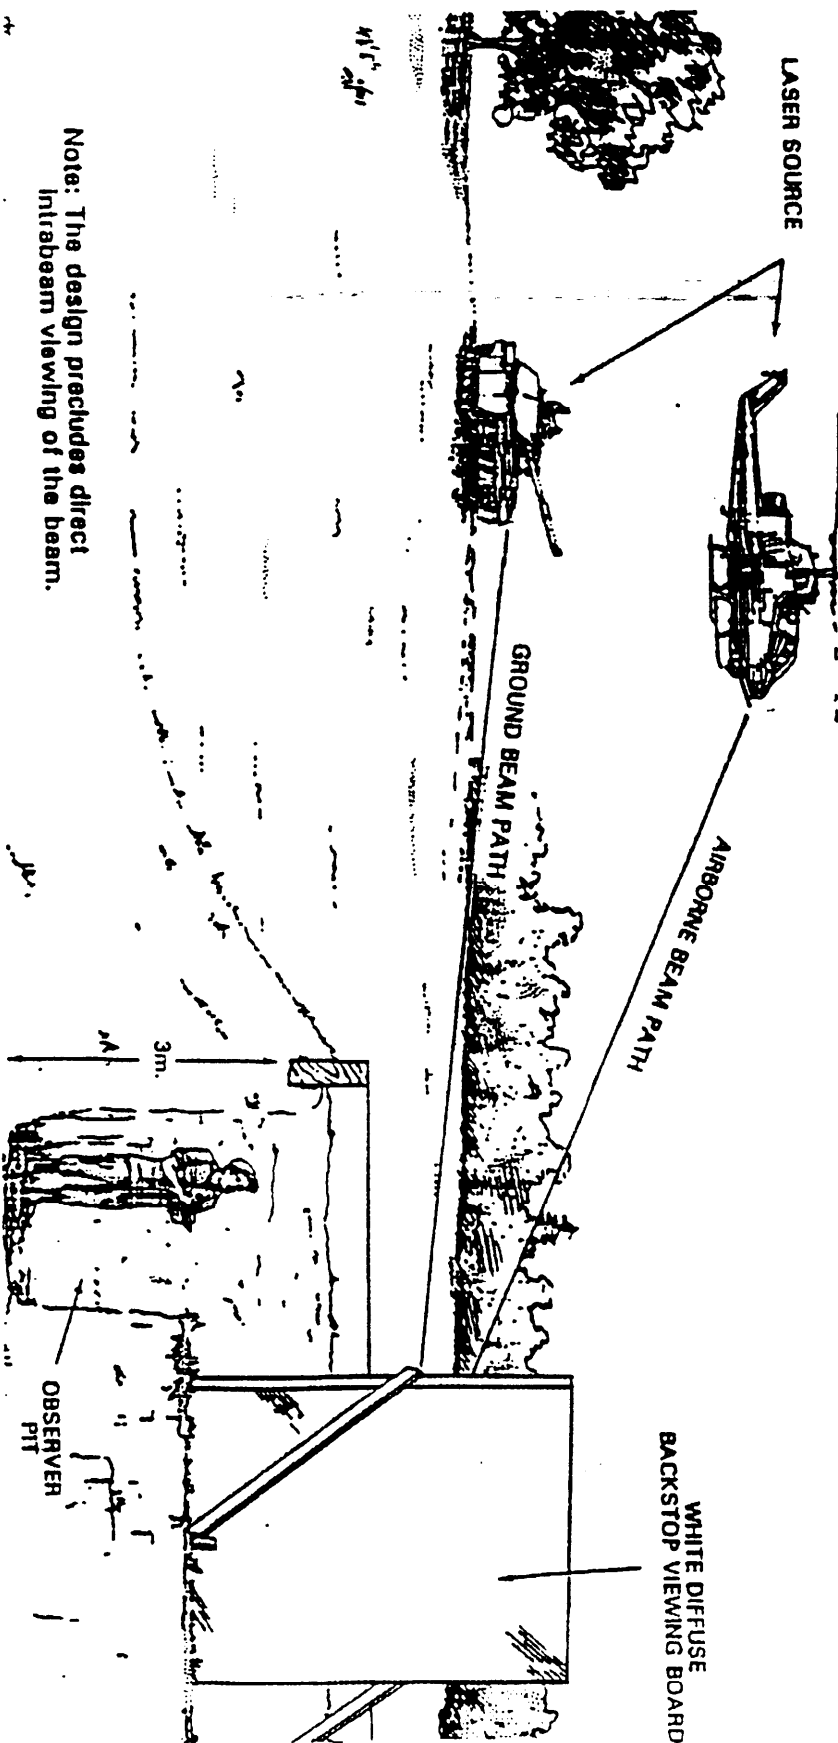 LASER SOURCE
GROUND BEAM PATH
AIRBORNE BEAM PATH
WHITE DIFFUSE
BACKSTOP VIEWING BOARD
3m.
OBSERVER
PIT
Note: The design precludes direct
intrabeam viewing of the beam.